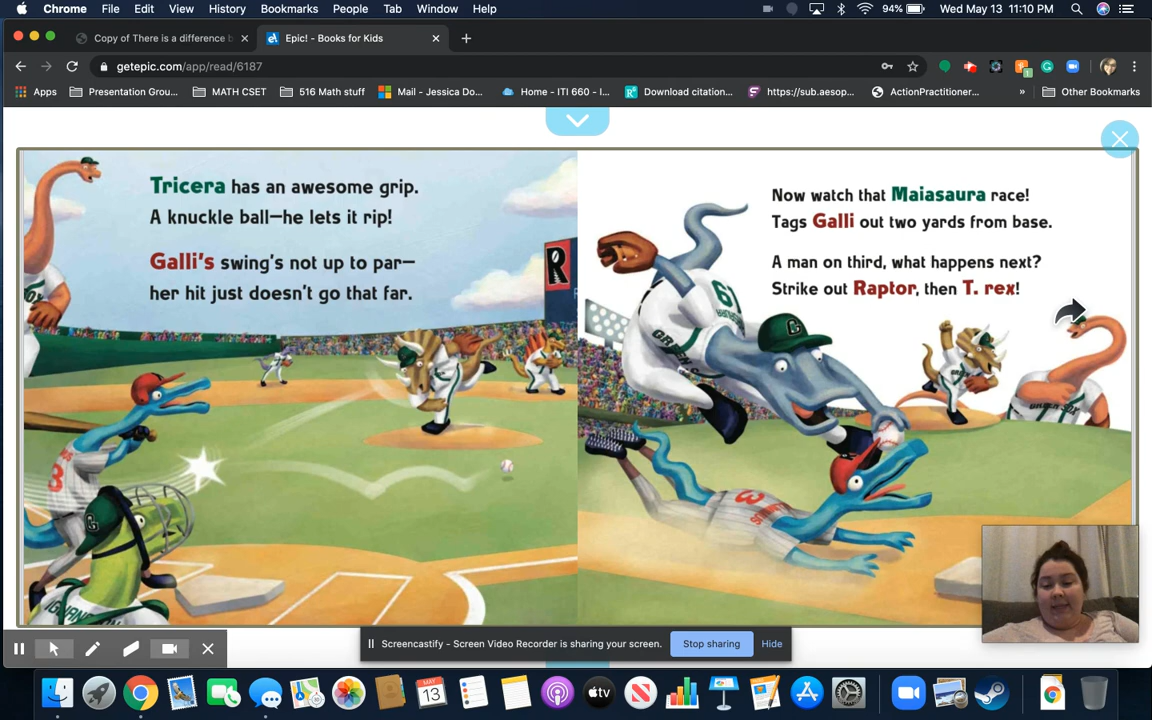 Chrome File Edit View History Bookmarks People Tab Window Help 94% Wed May 13 11:10 PM
Copy of There is a difference b Epic! - Books for Kids
getepic.com/app/read/6187
Apps Presentation Grou... MATH CSET 516 Math stuff Mail - Jessica Do... Home - ITI 660 - I... Download citation... https://sub.aesop... ActionPractitioner... » Other Bookmarks
Tricera has an awesome grip.
A knuckle ball—he lets it rip!
Galli's swing's not up to par—
her hit just doesn't go that far.
R
3
G
Now watch that Maiasaura race!
Tags Galli out two yards from base.
A man on third, what happens next?
Strike out Raptor, then T. rex!
61
G
GREEN SOX
3
Screencastify - Screen Video Recorder is sharing your screen. Stop sharing Hide
MAY
13
tv